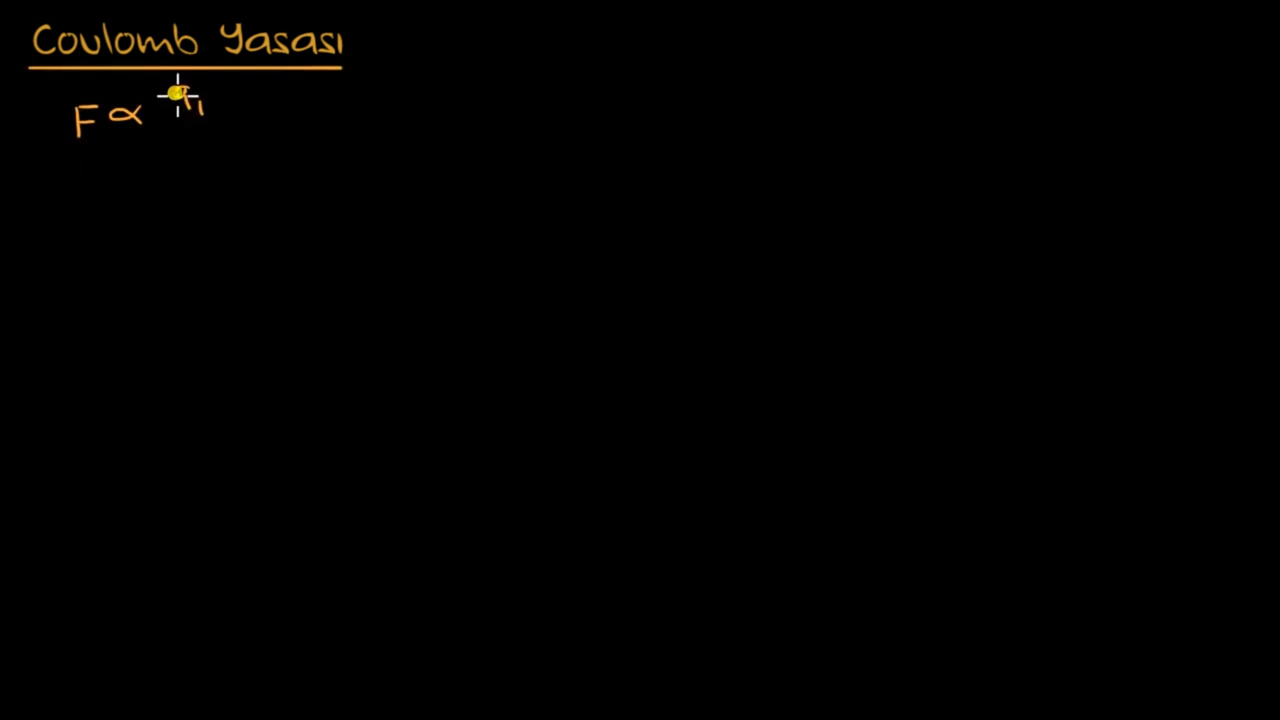 Coulomb Yasası
F ∝ q₁